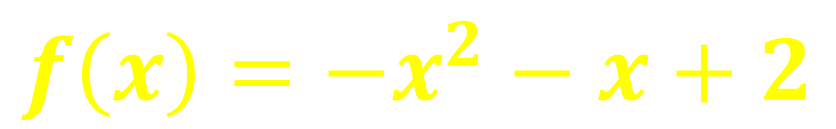 f(x) = −x² − x + 2